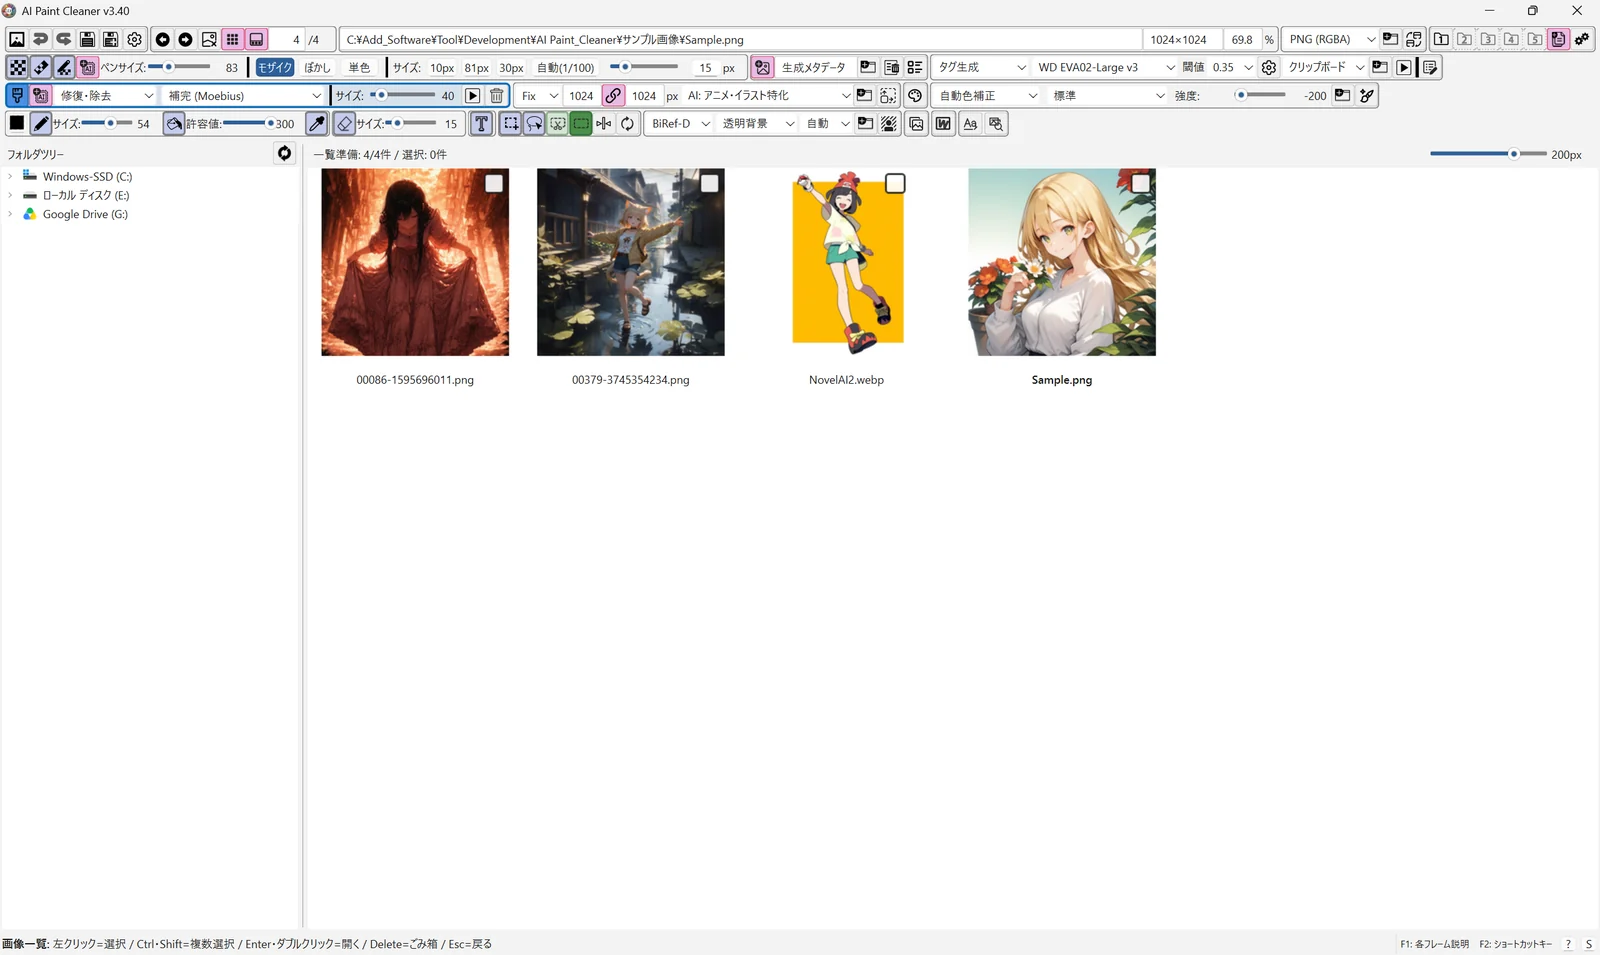 AI Paint Cleaner v3.40
4 /4 C:¥Add_Software¥Tool¥Development¥AI Paint_Cleaner¥サンプル画像¥Sample.png 1024×1024 69.8 % PNG (RGBA) 1 2 3 4 5
ペンサイズ: 83 モザイク ぼかし 単色 サイズ: 10px 81px 30px 自動(1/100) 15 px 生成メタデータ タグ生成 WD EVA02-Large v3 閾値 0.35 クリップボード
AI 修復・除去 補完 (Moebius) サイズ: 40 Fix 1024 1024 px AI: アニメ・イラスト特化 自動色補正 標準 強度: -200
サイズ: 54 許容値: 300 サイズ: 15 T BiRef-D 透明背景 自動 W Aa
フォルダツリー
一覧準備: 4/4件 / 選択: 0件 200px
Windows-SSD (C:)
ローカル ディスク (E:)
Google Drive (G:)
00086-1595696011.png 00379-3745354234.png NovelAI2.webp Sample.png
画像一覧: 左クリック=選択 / Ctrl・Shift=複数選択 / Enter・ダブルクリック=開く / Delete=ごみ箱 / Esc=戻る F1: 各フレーム説明 F2: ショートカットキー ? S